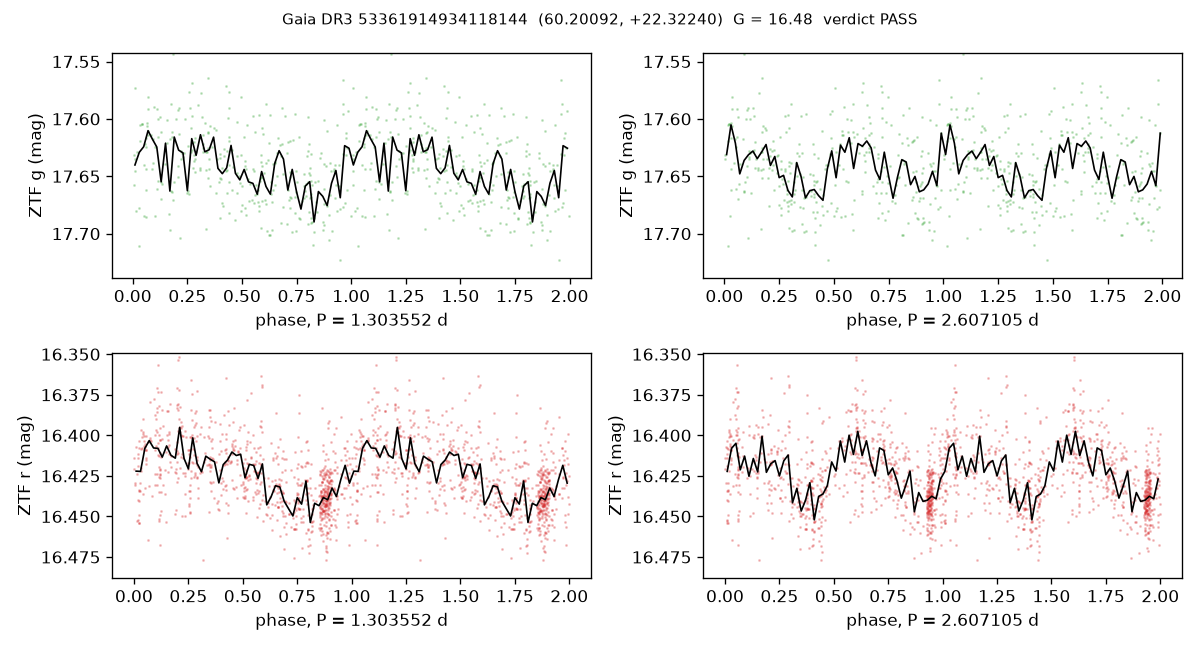 Gaia DR3 53361914934118144 (60.20092, +22.32240) G = 16.48 verdict PASS
ZTF g (mag)
17.55
17.60
17.65
17.70
0.00 0.25 0.50 0.75 1.00 1.25 1.50 1.75 2.00
phase, P = 1.303552 d
ZTF g (mag)
17.55
17.60
17.65
17.70
0.00 0.25 0.50 0.75 1.00 1.25 1.50 1.75 2.00
phase, P = 2.607105 d
ZTF r (mag)
16.350
16.375
16.400
16.425
16.450
16.475
0.00 0.25 0.50 0.75 1.00 1.25 1.50 1.75 2.00
phase, P = 1.303552 d
ZTF r (mag)
16.350
16.375
16.400
16.425
16.450
16.475
0.00 0.25 0.50 0.75 1.00 1.25 1.50 1.75 2.00
phase, P = 2.607105 d